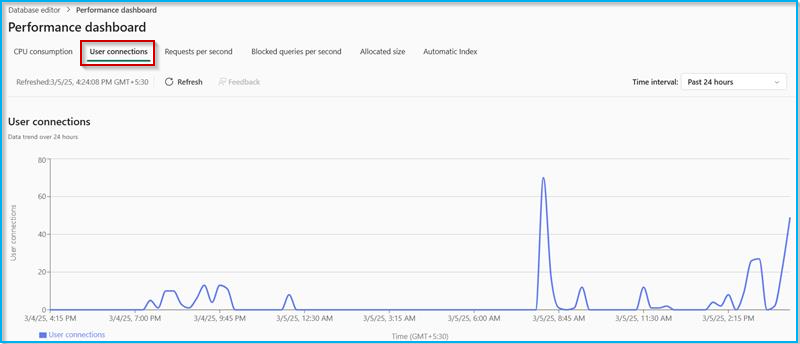 Database editor > Performance dashboard
Performance dashboard
CPU consumption User connections Requests per second Blocked queries per second Allocated size Automatic Index
Refreshed:3/5/25, 4:24:08 PM GMT+5:30 Refresh Feedback Time interval: Past 24 hours
User connections
Data trend over 24 hours
80
60
40
20
0
User connections
3/4/25, 4:15 PM 3/4/25, 7:00 PM 3/4/25, 9:45 PM 3/5/25, 12:30 AM 3/5/25, 3:15 AM 3/5/25, 6:00 AM 3/5/25, 8:45 AM 3/5/25, 11:30 AM 3/5/25, 2:15 PM
User connections
Time (GMT+5:30)